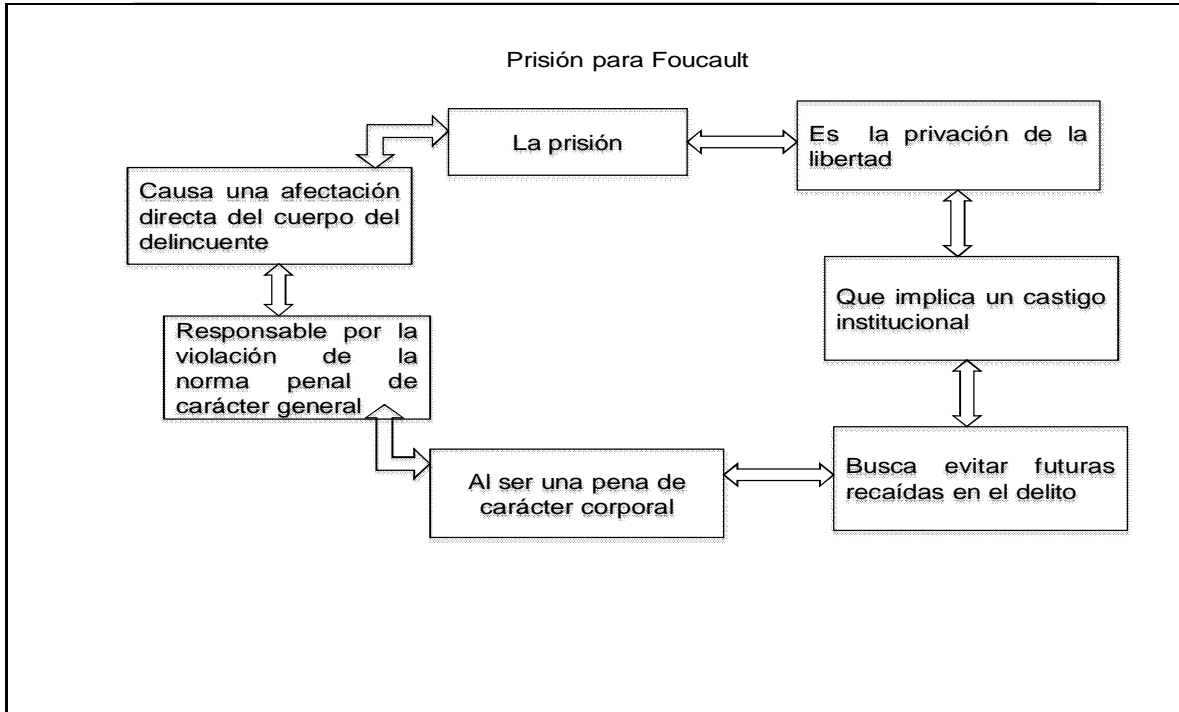 Prisión para Foucault
La prisión
Es la privación de la
libertad
Causa una afectación
directa del cuerpo del
delincuente
Que implica un castigo
institucional
Responsable por la
violación de la
norma penal de
carácter general
Al ser una pena de
carácter corporal
Busca evitar futuras
recaídas en el delito